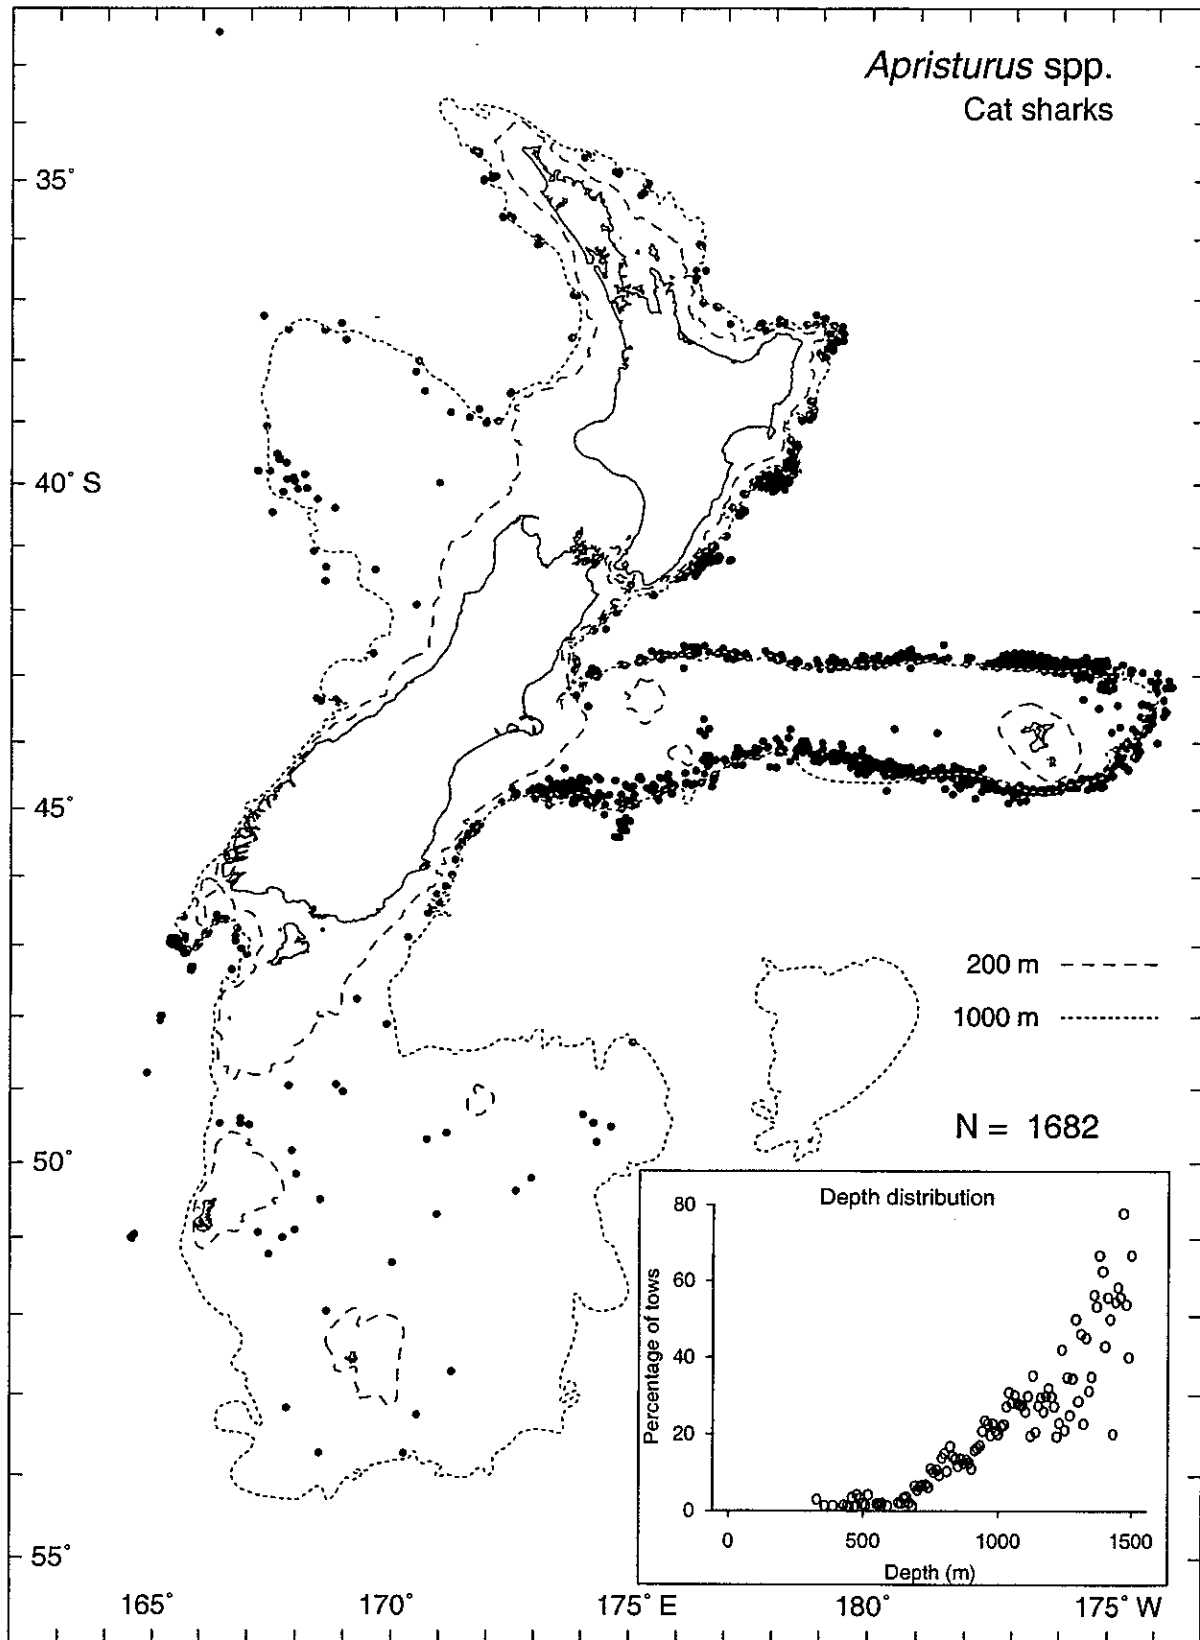 Apristurus spp.
Cat sharks
35°
40° S
45°
50°
55°
200 m
1000 m
N = 1682
Depth distribution
80
60
40
20
0
Percentage of tows
0 500 1000 1500
Depth (m)
165° 170° 175° E 180° 175° W